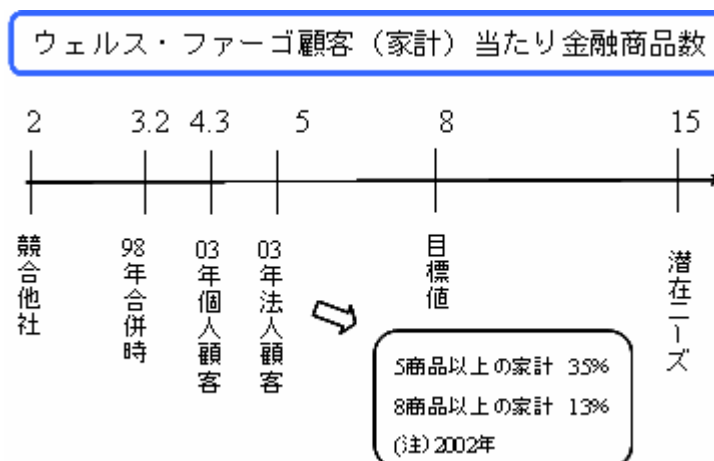 ウェルス・ファーゴ顧客（家計）当たり金融商品数
2 3.2 4.3 5 8 15
競合他社
98年合併時
03年個人顧客
03年法人顧客
目標値
潜在ニーズ
5商品以上の家計 35%
8商品以上の家計 13%
(注)2002年